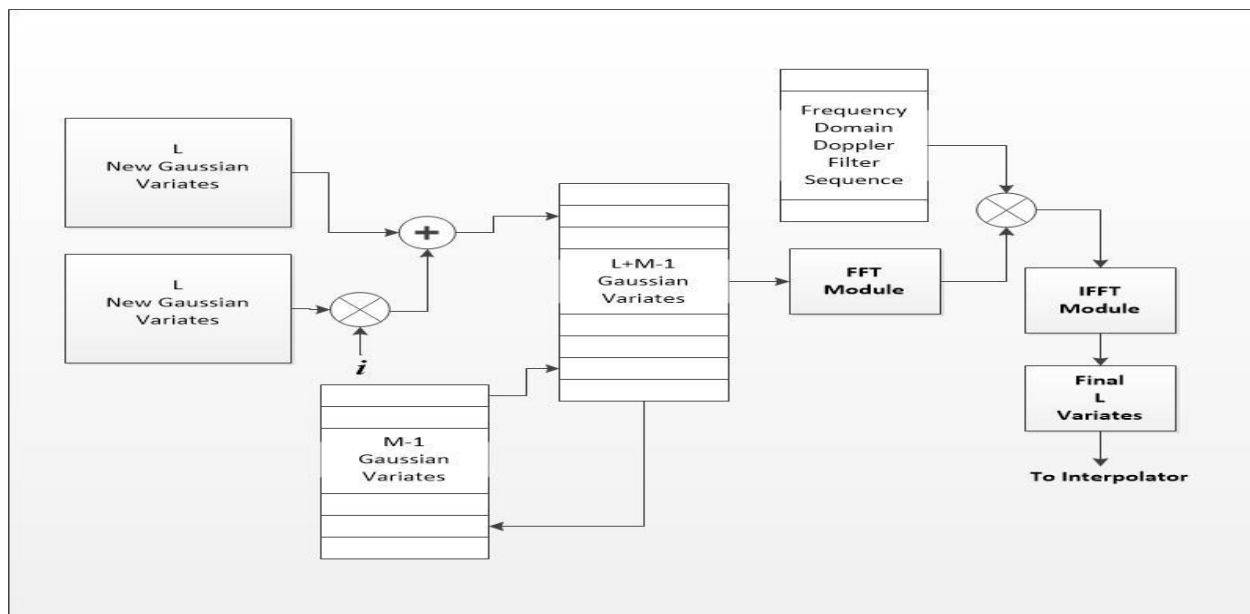 L
New Gaussian
Variates
L
New Gaussian
Variates
+
i
M-1
Gaussian
Variates
L+M-1
Gaussian
Variates
Frequency
Domain
Doppler
Filter
Sequence
FFT
Module
IFFT
Module
Final
L
Variates
To Interpolator